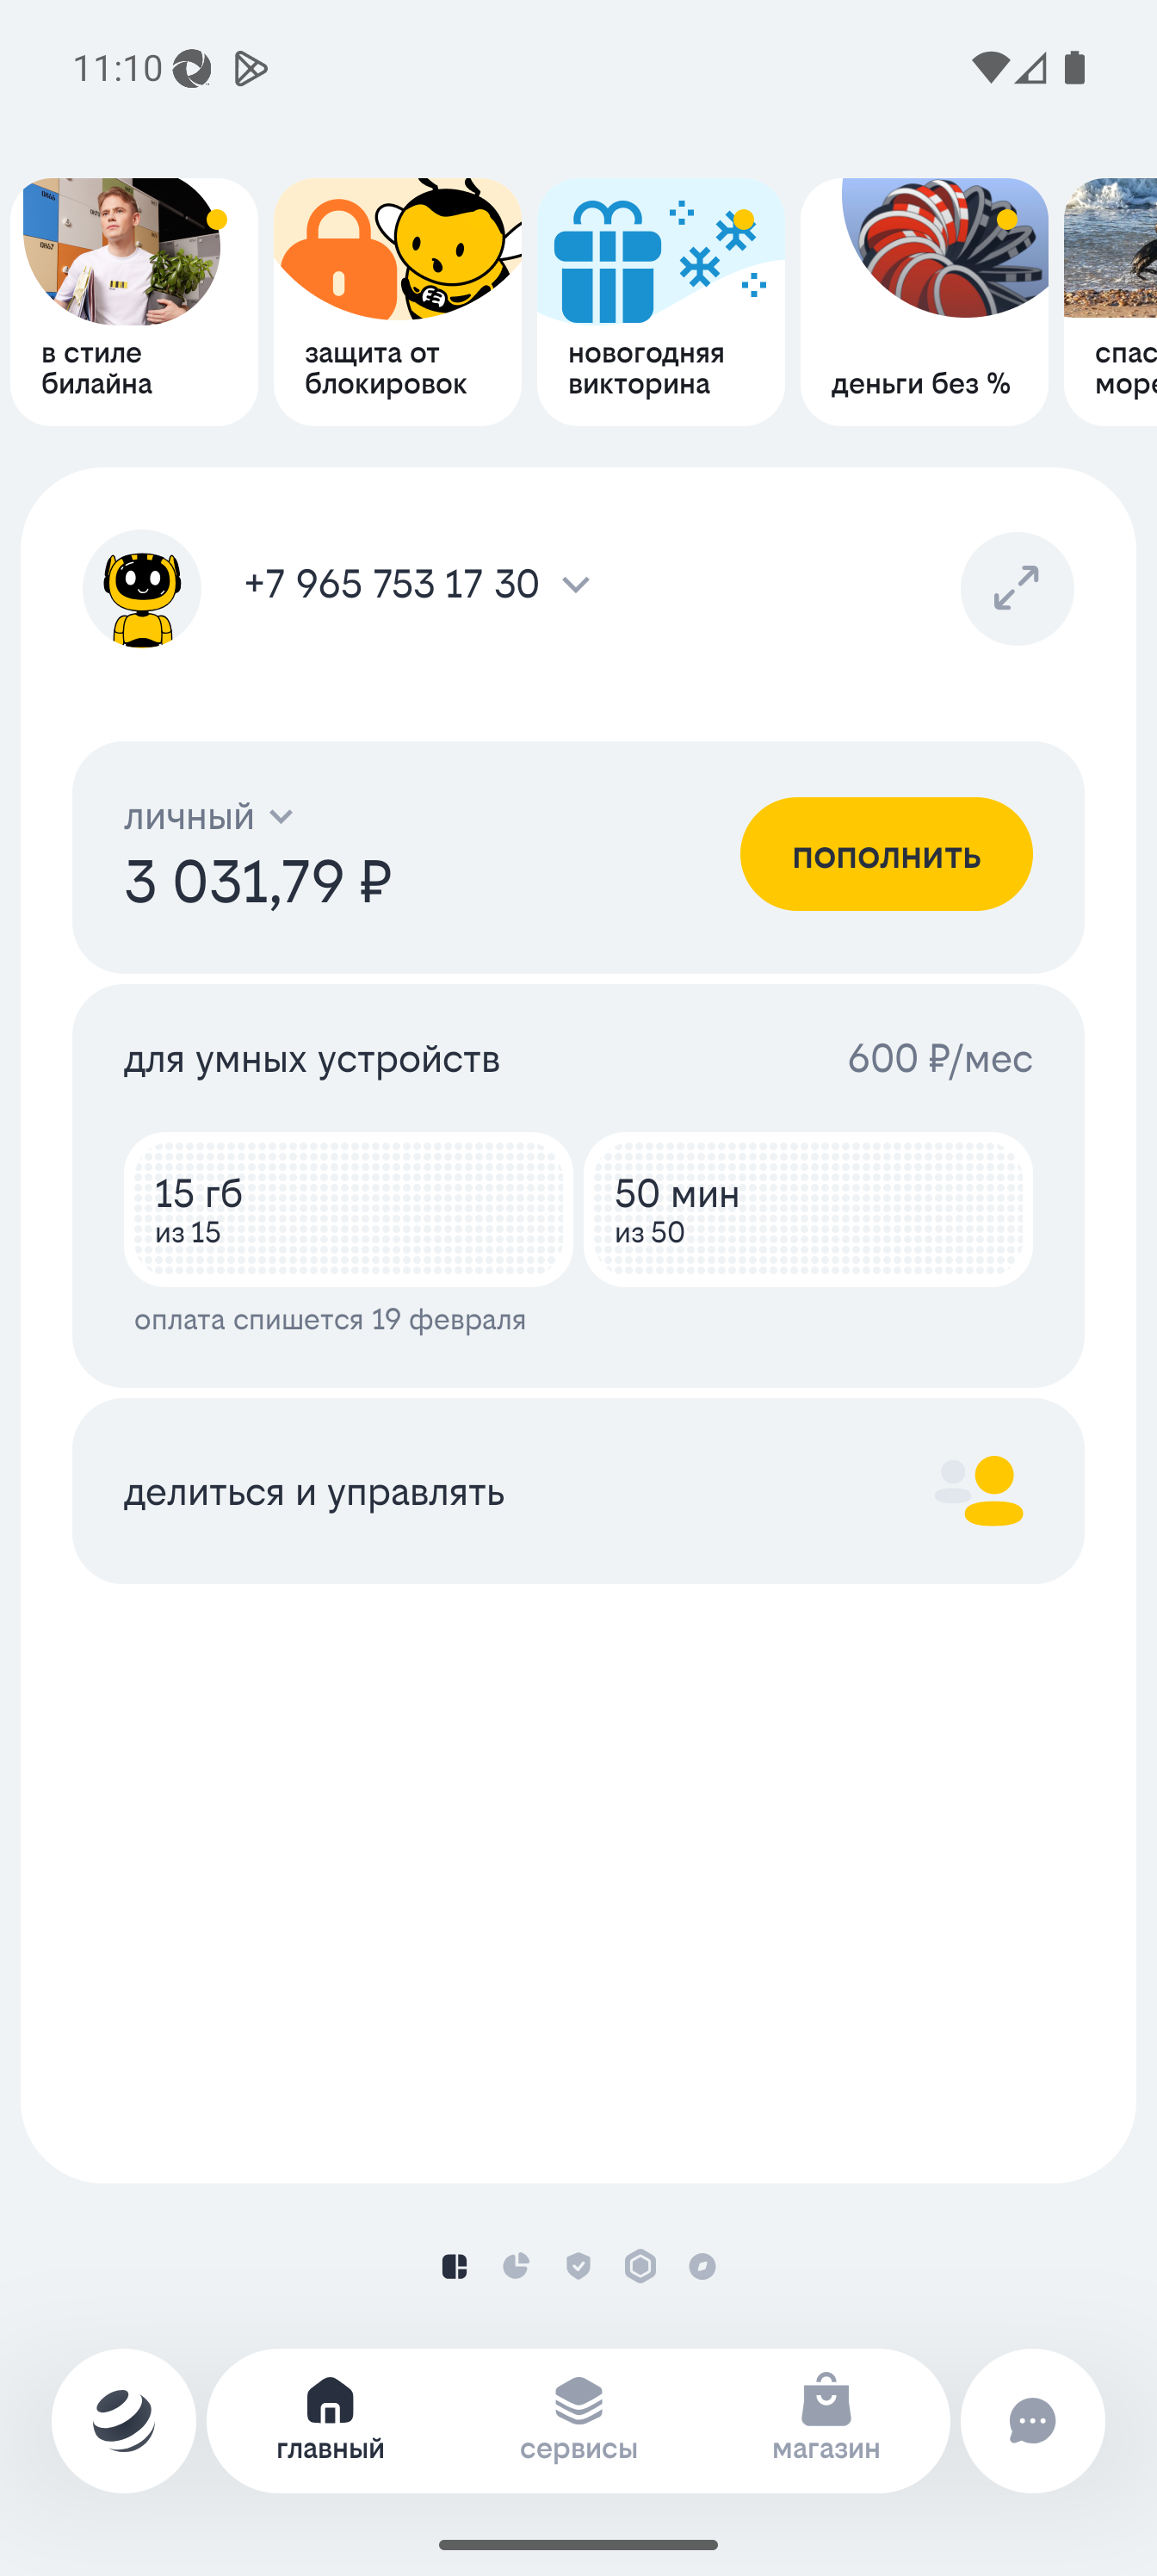 11:10
в стиле
билайна
защита от
блокировок
новогодняя
викторина
деньги без %
спас
море
+7 965 753 17 30
личный
3 031,79 ₽
пополнить
для умных устройств
600 ₽/мес
15 гб
из 15
50 мин
из 50
оплата спишется 19 февраля
делиться и управлять
главный
сервисы
магазин